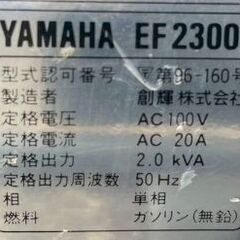 YAMAHA EF2300
型式認可番号 第96-160号
製造者 創輝株式会社
定格電圧 AC100V
定格電流 AC 20A
定格出力 2.0 kVA
定格出力周波数 50Hz
相 単相
燃料 ガソリン(無鉛)